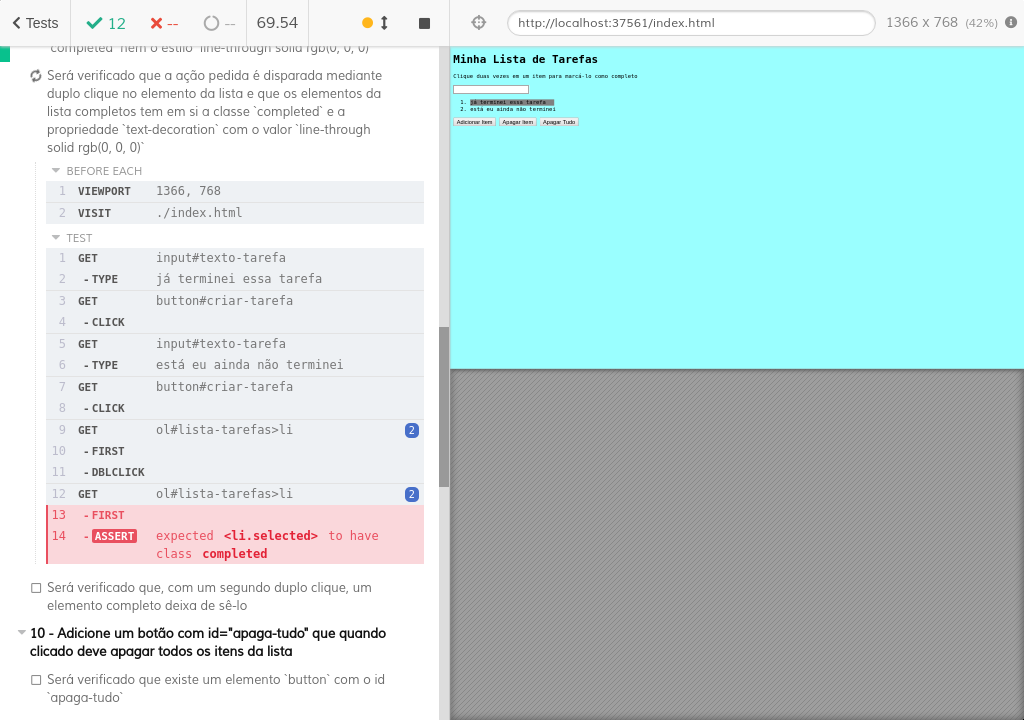 Tests
12
--
--
69.54
http://localhost:37561/index.html
1366 x 768 (42%)
`completed` nem o estilo `line-through solid rgb(0, 0, 0)`
Será verificado que a ação pedida é disparada mediante
duplo clique no elemento da lista e que os elementos da
lista completos tem em si a classe `completed` e a
propriedade `text-decoration` com o valor `line-through
solid rgb(0, 0, 0)`
BEFORE EACH
1 VIEWPORT 1366, 768
2 VISIT ./index.html
TEST
1 GET input#texto-tarefa
2 -TYPE já terminei essa tarefa
3 GET button#criar-tarefa
4 -CLICK
5 GET input#texto-tarefa
6 -TYPE está eu ainda não terminei
7 GET button#criar-tarefa
8 -CLICK
9 GET ol#lista-tarefas>li 2
10 -FIRST
11 -DBLCLICK
12 GET ol#lista-tarefas>li 2
13 -FIRST
14 -ASSERT expected <li.selected> to have
class completed
Será verificado que, com um segundo duplo clique, um
elemento completo deixa de sê-lo
10 - Adicione um botão com id="apaga-tudo" que quando
clicado deve apagar todos os itens da lista
Será verificado que existe um elemento `button` com o id
`apaga-tudo`
Minha Lista de Tarefas
Clique duas vezes em um item para marcá-lo como completo
1. já terminei essa tarefa
2. está eu ainda não terminei
Adicionar Item Apagar Item Apagar Tudo